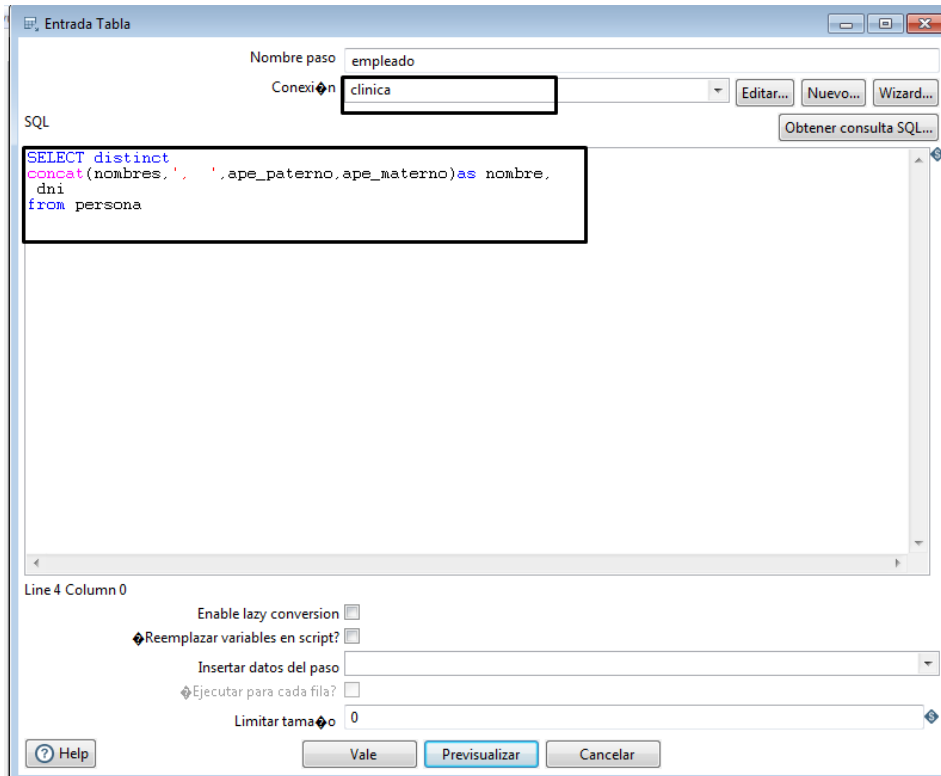 Entrada Tabla
Nombre paso empleado
Conexi�n clinica Editar... Nuevo... Wizard...
SQL Obtener consulta SQL...
SELECT distinct
concat(nombres,',  ',ape_paterno,ape_materno)as nombre,
dni
from persona
Line 4 Column 0
Enable lazy conversion
�Reemplazar variables en script?
Insertar datos del paso
�Ejecutar para cada fila?
Limitar tama�o 0
Help Vale Previsualizar Cancelar